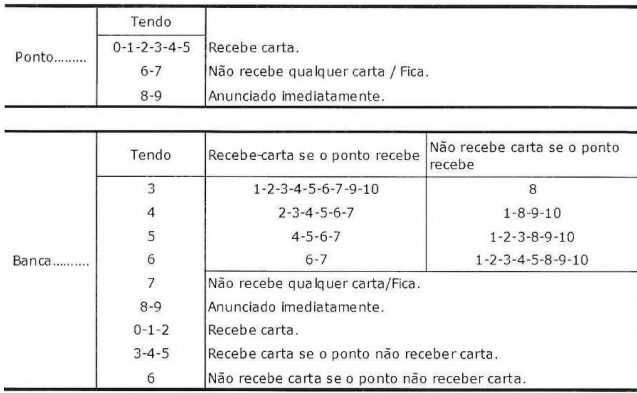 Tendo
Ponto......... 0-1-2-3-4-5 Recebe carta.
6-7 Não recebe qualquer carta / Fica.
8-9 Anunciado imediatamente.
Tendo Recebe-carta se o ponto recebe Não recebe carta se o ponto recebe
3 1-2-3-4-5-6-7-9-10 8
4 2-3-4-5-6-7 1-8-9-10
5 4-5-6-7 1-2-3-8-9-10
Banca.......... 6 6-7 1-2-3-4-5-8-9-10
7 Não recebe qualquer carta/Fica.
8-9 Anunciado imediatamente.
0-1-2 Recebe carta.
3-4-5 Recebe carta se o ponto não receber carta.
6 Não recebe carta se o ponto não receber carta.